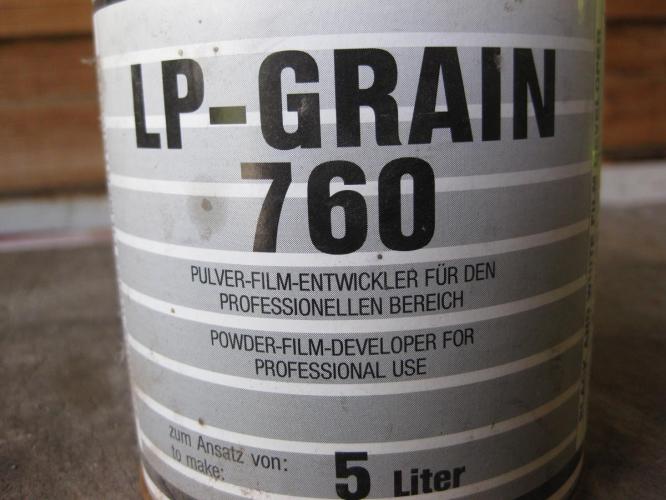 LP-GRAIN
760
PULVER-FILM-ENTWICKLER FÜR DEN
PROFESSIONELLEN BEREICH
POWDER-FILM-DEVELOPER FOR
PROFESSIONAL USE
zum Ansatz von:
to make:
5 Liter